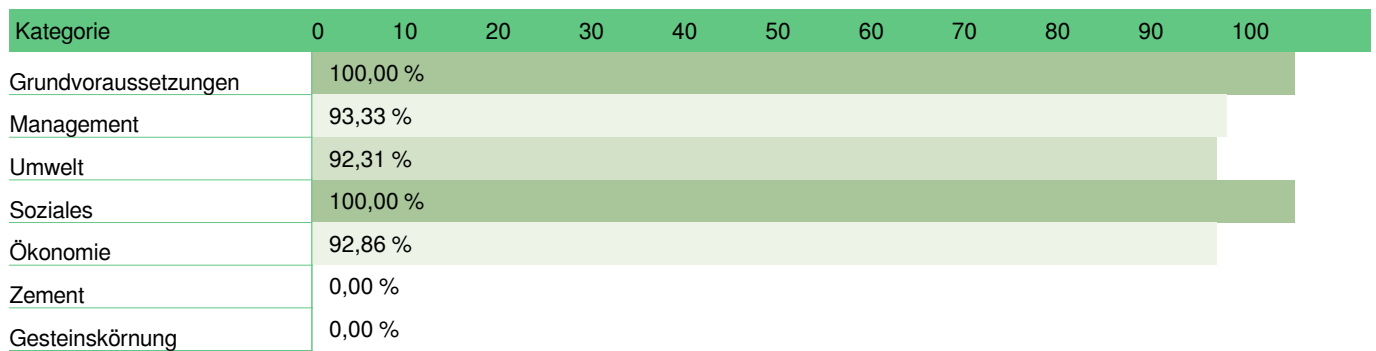 Kategorie 0 10 20 30 40 50 60 70 80 90 100
Grundvoraussetzungen 100,00 %
Management 93,33 %
Umwelt 92,31 %
Soziales 100,00 %
Ökonomie 92,86 %
Zement 0,00 %
Gesteinskörnung 0,00 %